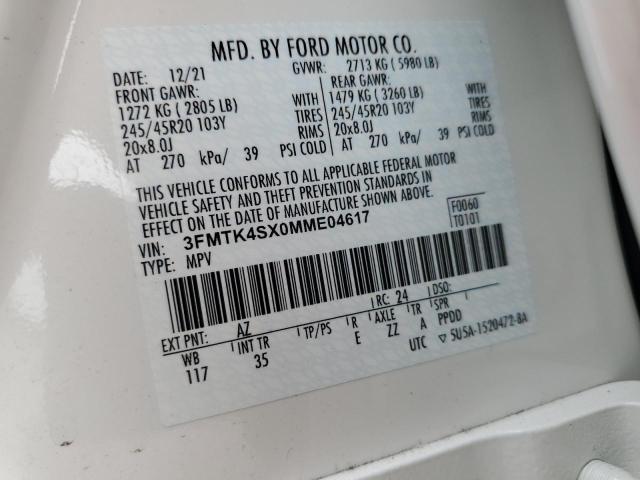 MFD. BY FORD MOTOR CO.
DATE: 12/21 GVWR: 2713 KG ( 5980 LB)
FRONT GAWR: REAR GAWR:
1272 KG ( 2805 LB) WITH 1479 KG ( 3260 LB) WITH
245/45R20 103Y TIRES 245/45R20 103Y TIRES
20x8.0J RIMS 20x8.0J RIMS
AT 270 kPa/ 39 PSI COLD AT 270 kPa/ 39 PSI COLD
THIS VEHICLE CONFORMS TO ALL APPLICABLE FEDERAL MOTOR
VEHICLE SAFETY AND THEFT PREVENTION STANDARDS IN
EFFECT ON THE DATE OF MANUFACTURE SHOWN ABOVE.
F0060
T0101
VIN: 3FMTK4SX0MME04617
TYPE: MPV
EXT PNT: AZ RC: 24 DSO:
WB INT TR TP/PS R AXLE TR SPR
117 35 E ZZ A PPDD
UTC ▽ 5U5A-1520472-BA